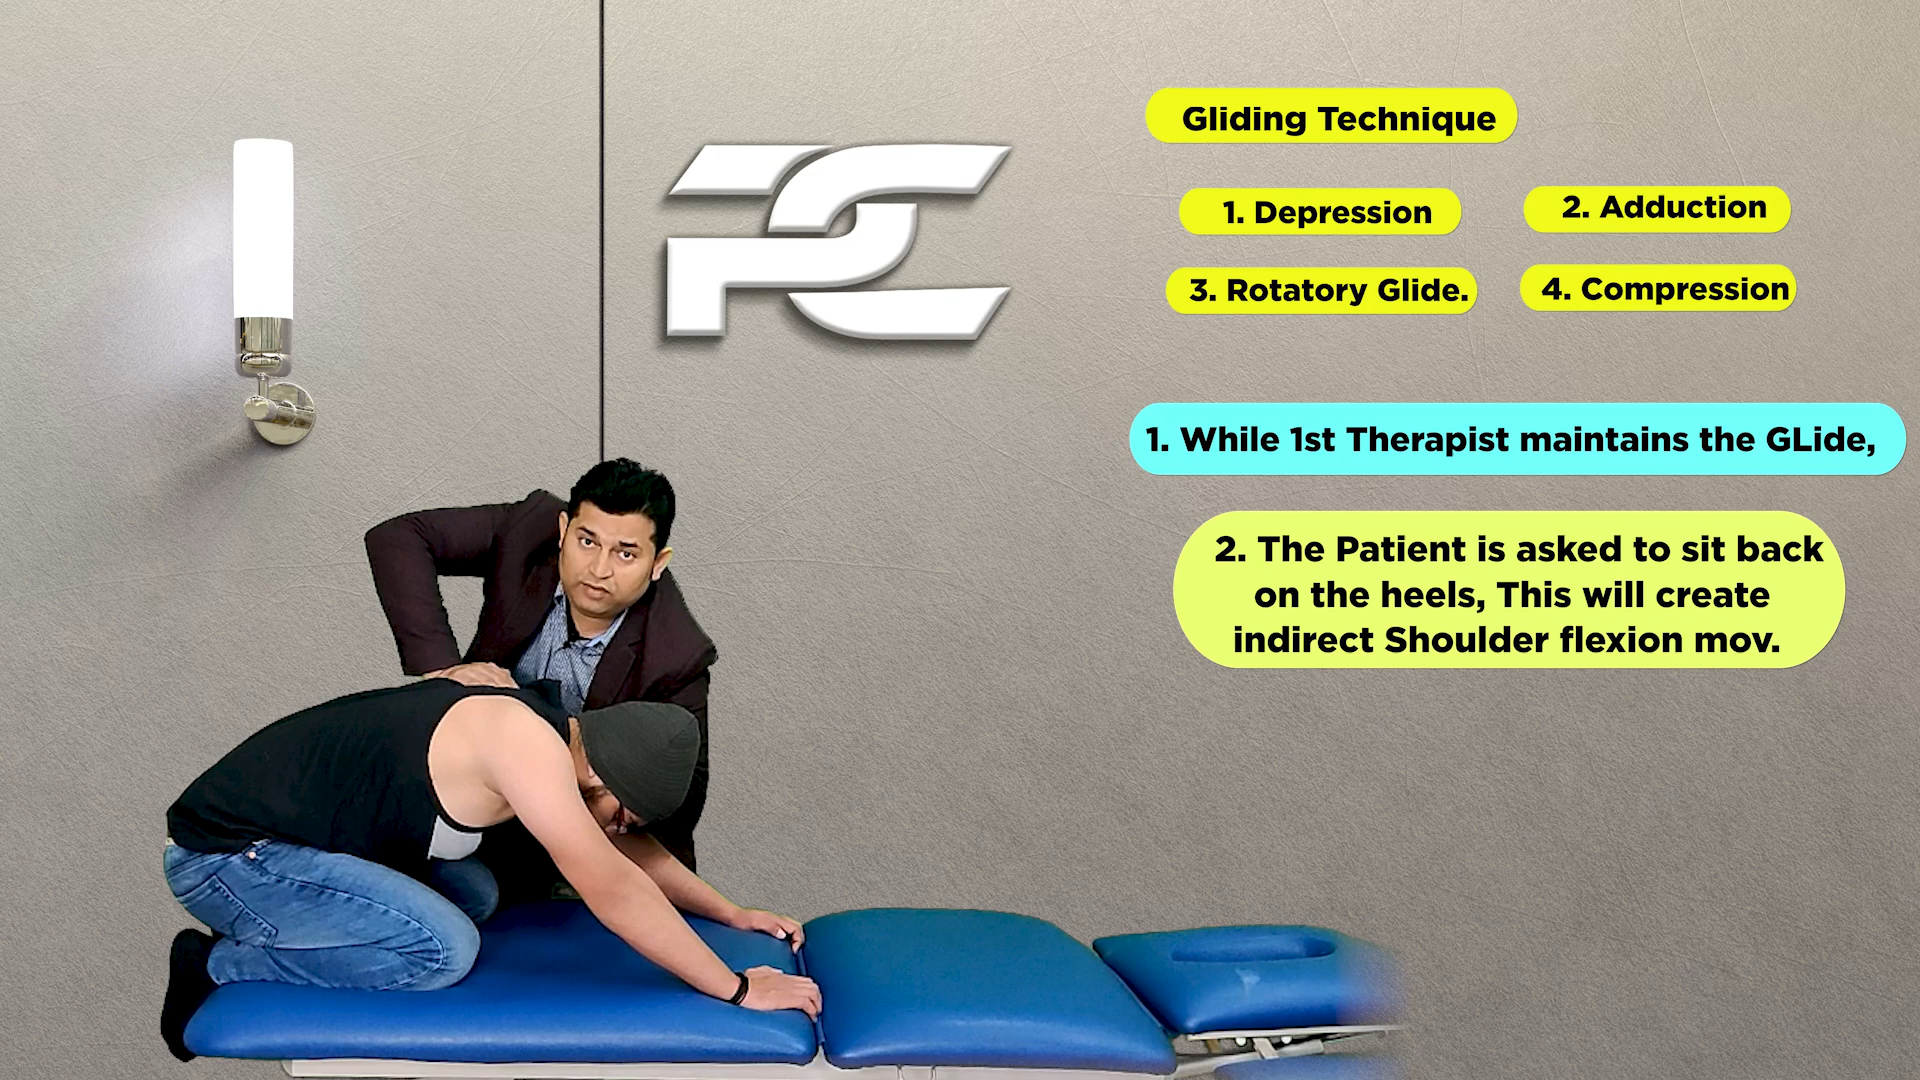 PC
Gliding Technique
1. Depression
2. Adduction
3. Rotatory Glide.
4. Compression
1. While 1st Therapist maintains the GLide,
2. The Patient is asked to sit back
on the heels, This will create
indirect Shoulder flexion mov.